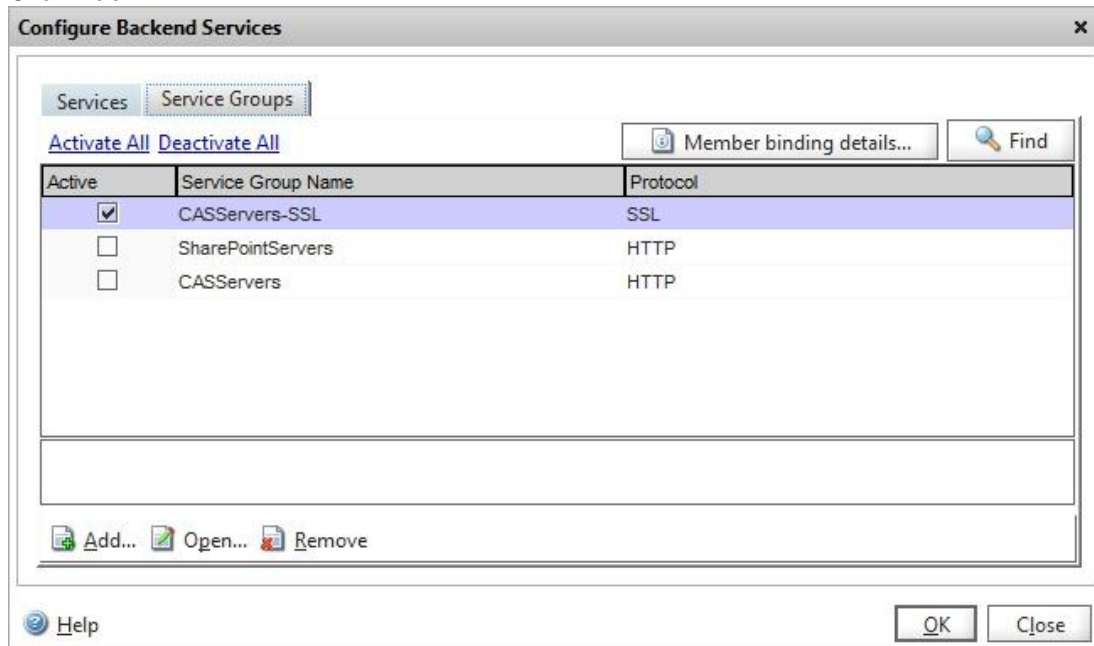 Configure Backend Services
Services Service Groups
Activate All Deactivate All Member binding details... Find
Active Service Group Name Protocol
CASServers-SSL SSL
SharePointServers HTTP
CASServers HTTP
Add... Open... Remove
Help OK Close